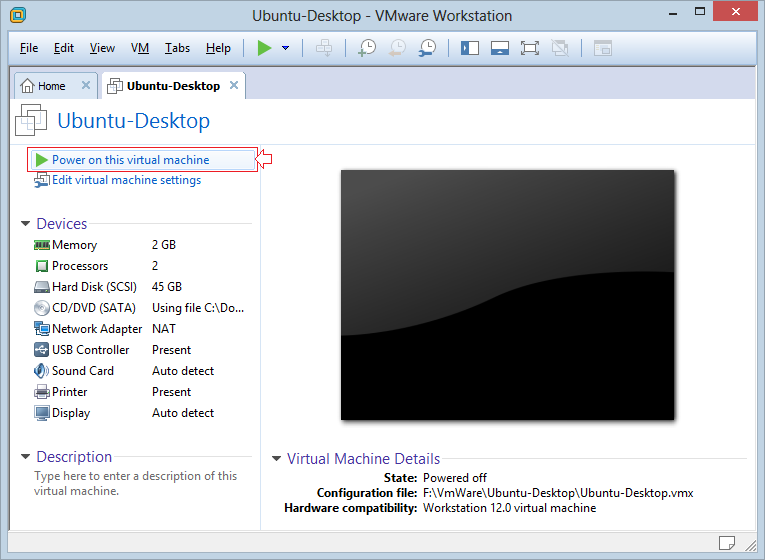 Ubuntu-Desktop - VMware Workstation
File Edit View VM Tabs Help
Home Ubuntu-Desktop
Ubuntu-Desktop
Power on this virtual machine
Edit virtual machine settings
Devices
Memory 2 GB
Processors 2
Hard Disk (SCSI) 45 GB
CD/DVD (SATA) Using file C:\Do...
Network Adapter NAT
USB Controller Present
Sound Card Auto detect
Printer Present
Display Auto detect
Description
Type here to enter a description of this
virtual machine.
Virtual Machine Details
State: Powered off
Configuration file: F:\VmWare\Ubuntu-Desktop\Ubuntu-Desktop.vmx
Hardware compatibility: Workstation 12.0 virtual machine